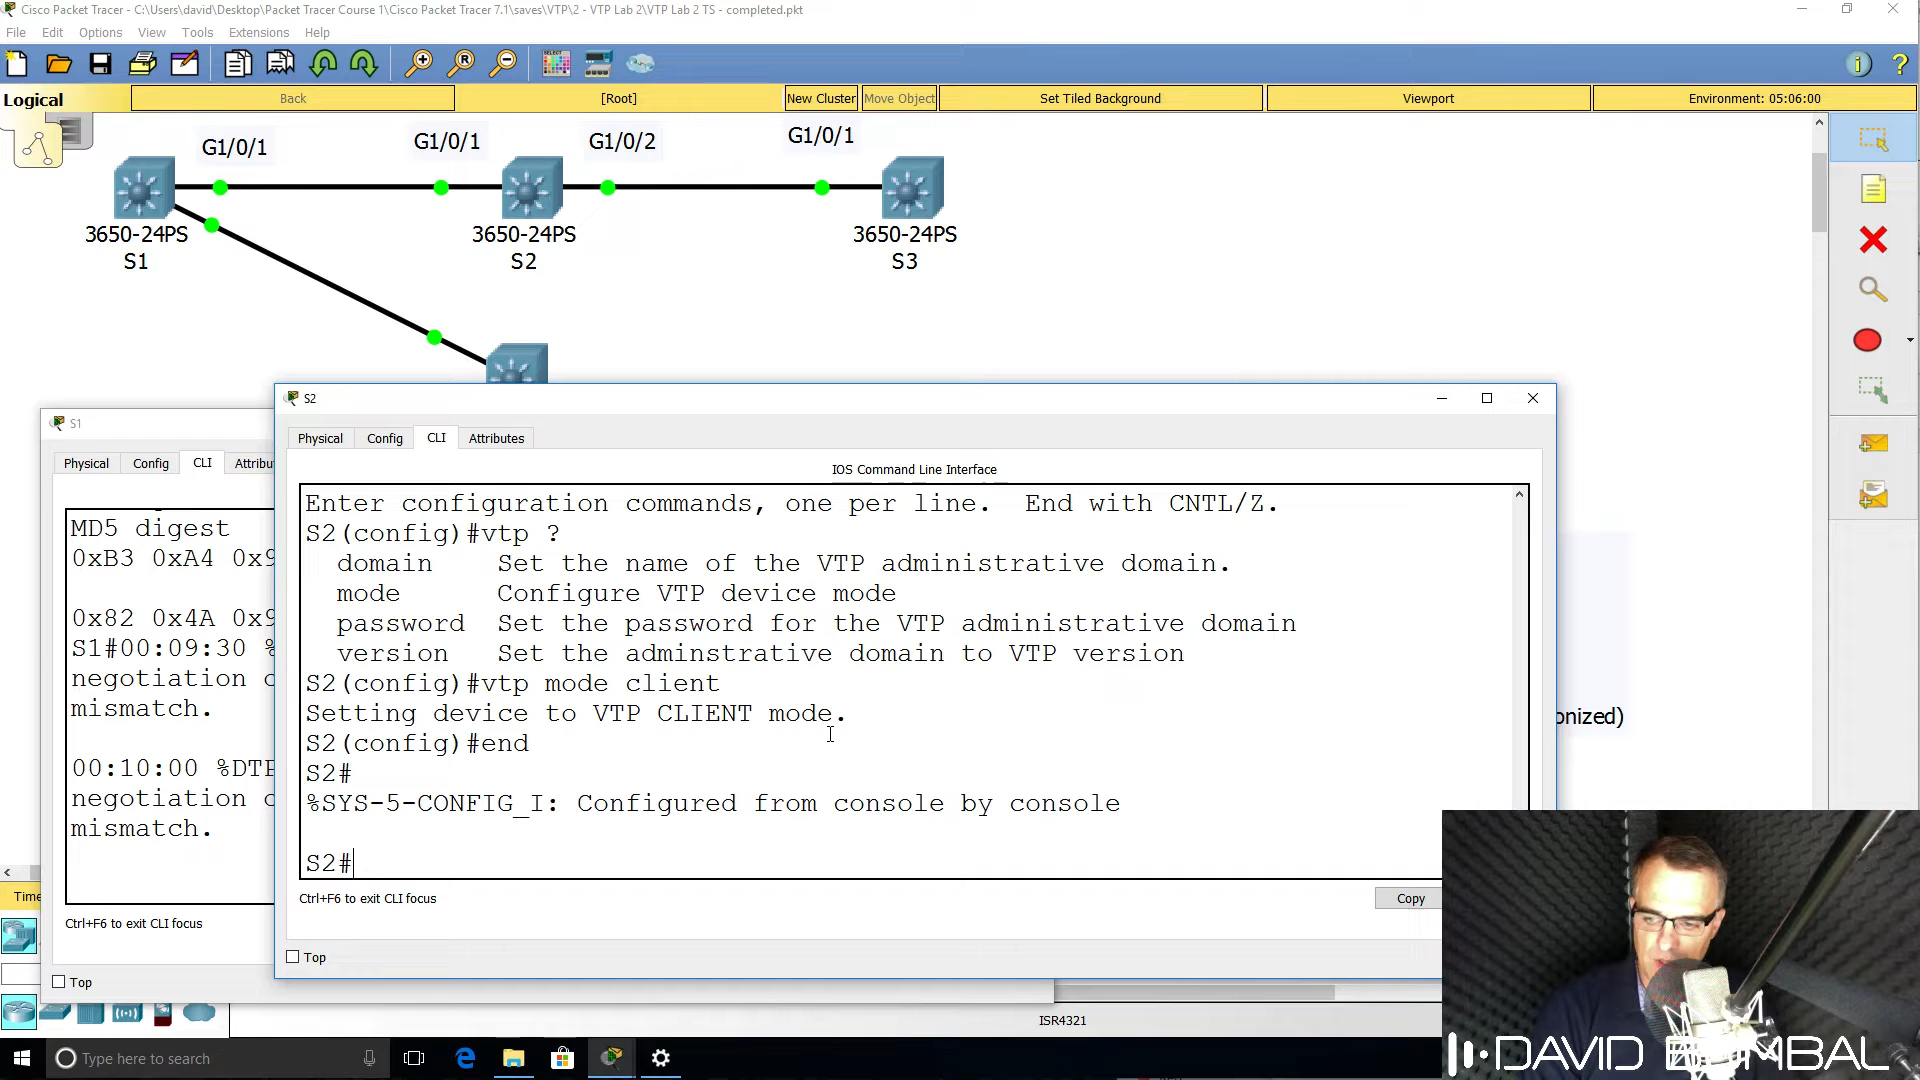 Cisco Packet Tracer - C:\Users\david\Desktop\Packet Tracer Course 1\Cisco Packet Tracer 7.1\saves\VTP\2 - VTP Lab 2\VTP Lab 2 TS - completed.pkt
File Edit Options View Tools Extensions Help
Logical
Back
[Root]
New Cluster
Move Object
Set Tiled Background
Viewport
Environment: 05:06:00
G1/0/1
G1/0/1
G1/0/2
G1/0/1
3650-24PS
S1
3650-24PS
S2
3650-24PS
S3
S1
Physical Config CLI
MD5 digest
0xB3 0xA4
0x82 0x4A
S1#00:09:30
negotiation
mismatch.
00:10:00
negotiation
mismatch.
Ctrl+F6 to exit CLI focus
Top
S2
Physical Config CLI Attributes
IOS Command Line Interface
Enter configuration commands, one per line.  End with CNTL/Z.
S2(config)#vtp ?
domain    Set the name of the VTP administrative domain.
mode      Configure VTP device mode
password  Set the password for the VTP administrative domain
version   Set the adminstrative domain to VTP version
S2(config)#vtp mode client
Setting device to VTP CLIENT mode.
S2(config)#end
S2#
%SYS-5-CONFIG_I: Configured from console by console
S2#
Ctrl+F6 to exit CLI focus
Copy
Top
onized)
Time
ISR4321
Type here to search